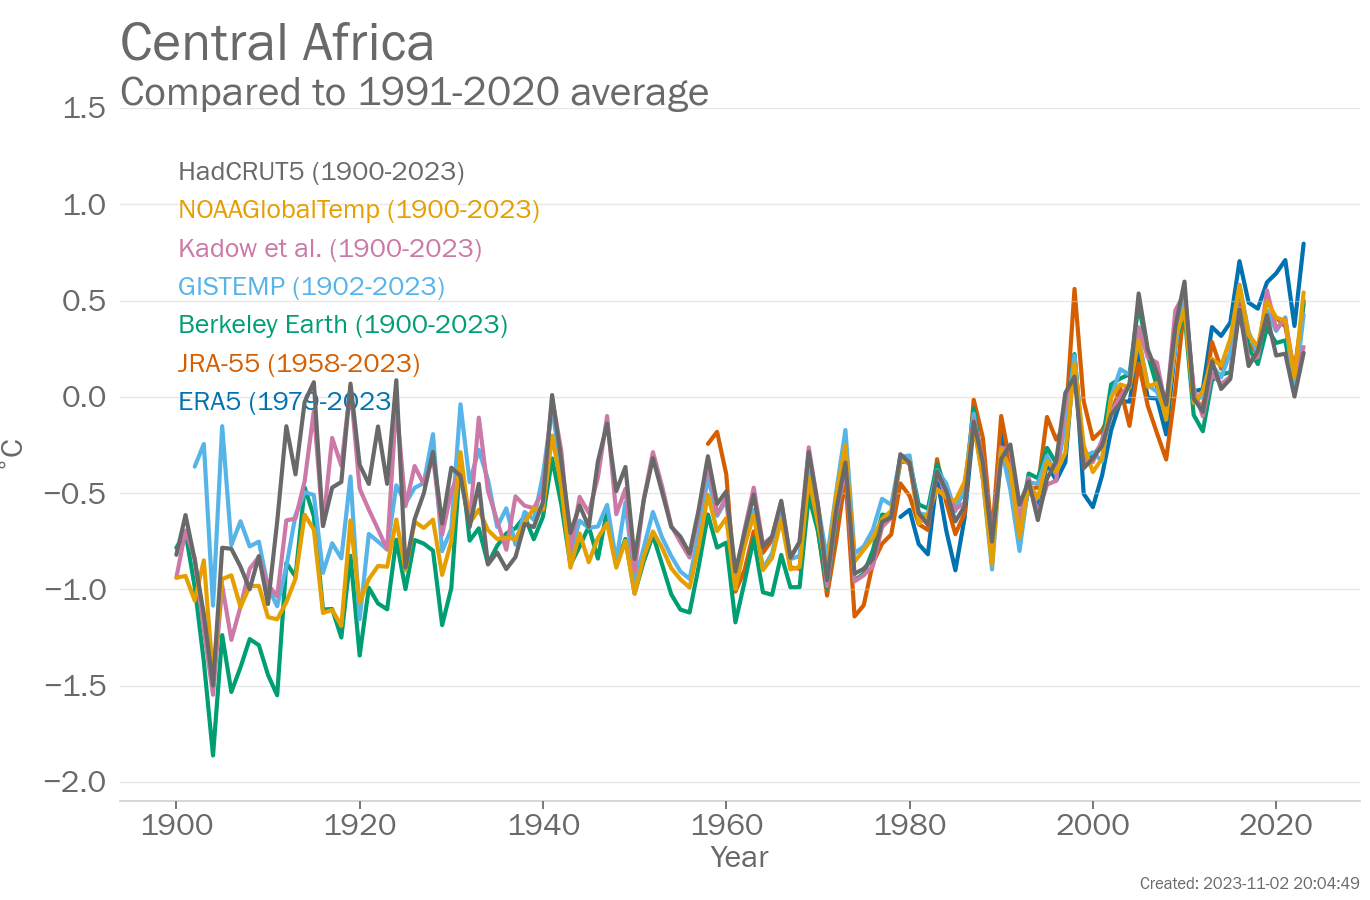 Central Africa
Compared to 1991-2020 average
1.5
1.0
0.5
0.0
−0.5
−1.0
−1.5
−2.0
°C
HadCRUT5 (1900-2023)
NOAAGlobalTemp (1900-2023)
Kadow et al. (1900-2023)
GISTEMP (1902-2023)
Berkeley Earth (1900-2023)
JRA-55 (1958-2023)
ERA5 (1979-2023
1900 1920 1940 1960 1980 2000 2020
Year
Created: 2023-11-02 20:04:49